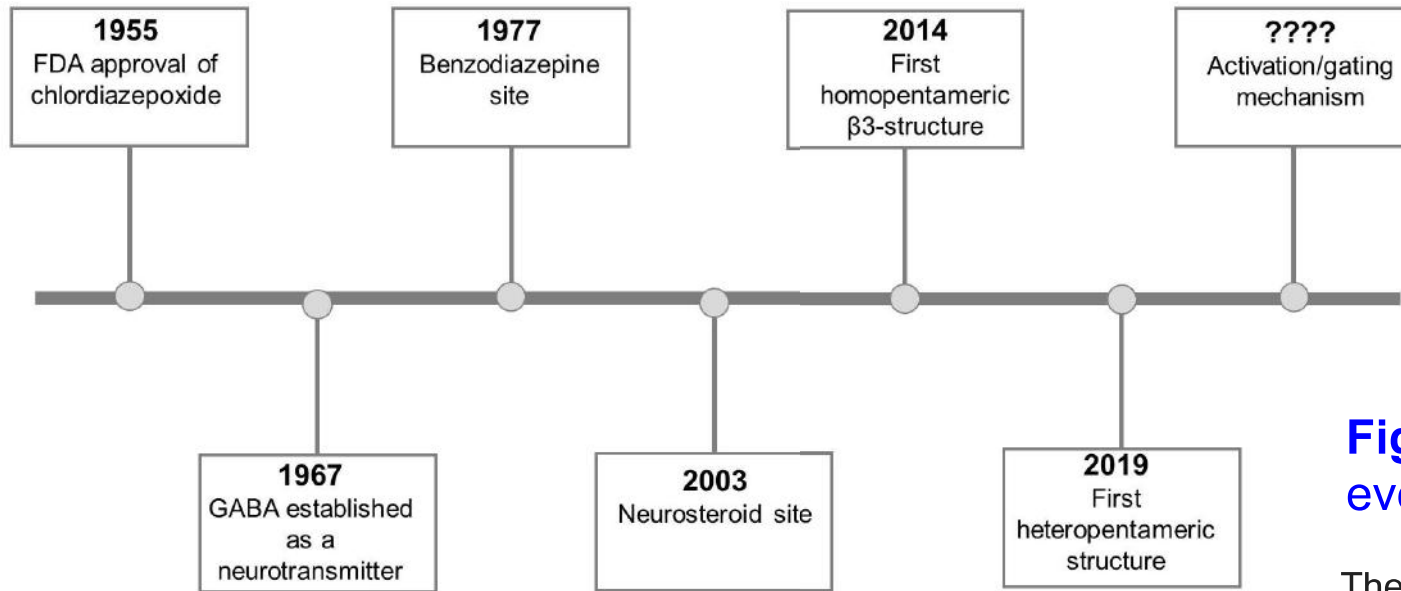 1955
FDA approval of
chlordiazepoxide
1977
Benzodiazepine
site
2014
First
homopentameric
β3-structure
????
Activation/gating
mechanism
1967
GABA established
as a
neurotransmitter
2003
Neurosteroid site
2019
First
heteropentameric
structure
The